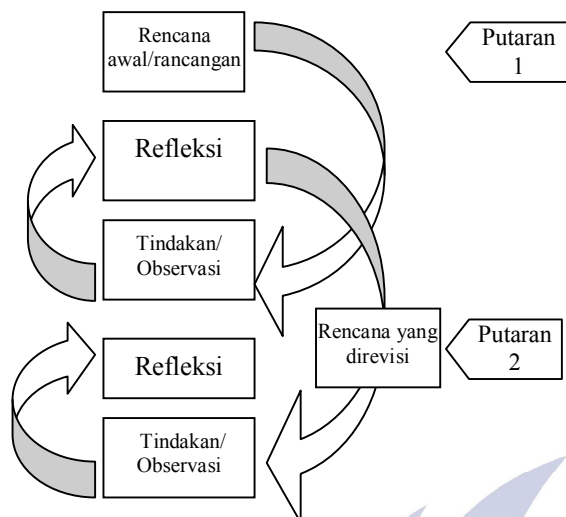 Rencana
awal/rancangan
Putaran
1
Refleksi
Tindakan/
Observasi
Rencana yang
direvisi
Putaran
2
Refleksi
Tindakan/
Observasi